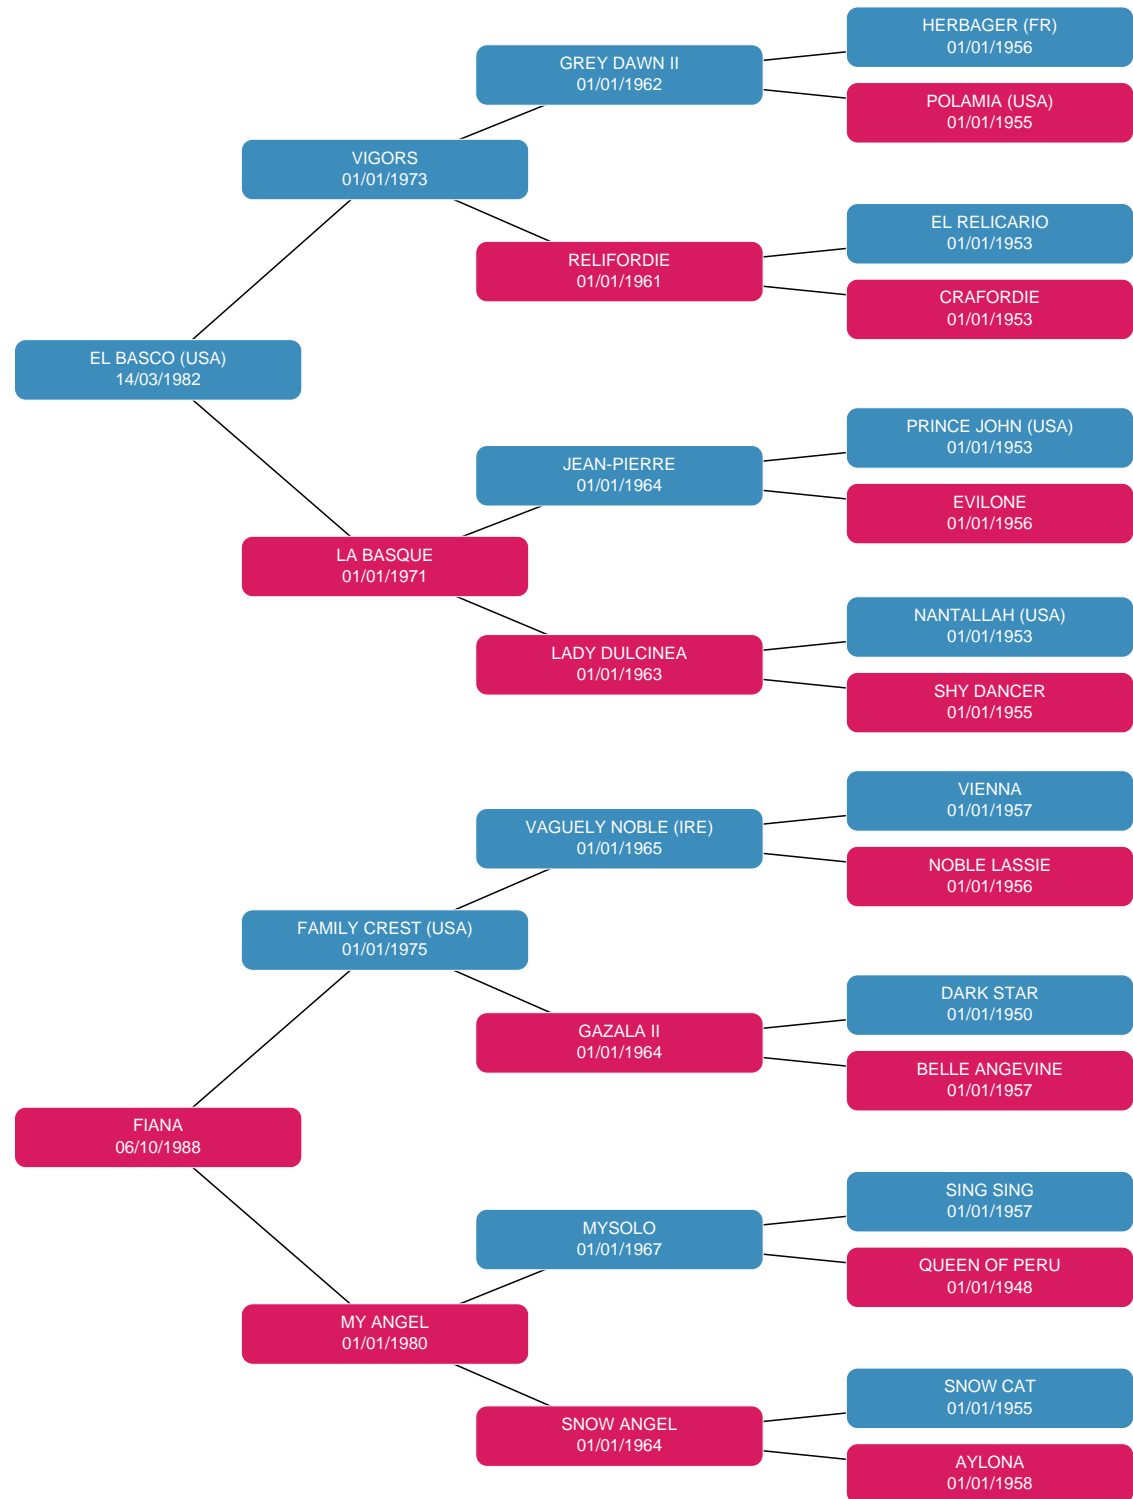 HERBAGER (FR)
01/01/1956
GREY DAWN II
01/01/1962
POLAMIA (USA)
01/01/1955
VIGORS
01/01/1973
EL RELICARIO
01/01/1953
RELIFORDIE
01/01/1961
CRAFORDIE
01/01/1953
EL BASCO (USA)
14/03/1982
PRINCE JOHN (USA)
01/01/1953
JEAN-PIERRE
01/01/1964
EVILONE
01/01/1956
LA BASQUE
01/01/1971
NANTALLAH (USA)
01/01/1953
LADY DULCINEA
01/01/1963
SHY DANCER
01/01/1955
VIENNA
01/01/1957
VAGUELY NOBLE (IRE)
01/01/1965
NOBLE LASSIE
01/01/1956
FAMILY CREST (USA)
01/01/1975
DARK STAR
01/01/1950
GAZALA II
01/01/1964
BELLE ANGEVINE
01/01/1957
FIANA
06/10/1988
SING SING
01/01/1957
MYSOLO
01/01/1967
QUEEN OF PERU
01/01/1948
MY ANGEL
01/01/1980
SNOW CAT
01/01/1955
SNOW ANGEL
01/01/1964
AYLONA
01/01/1958